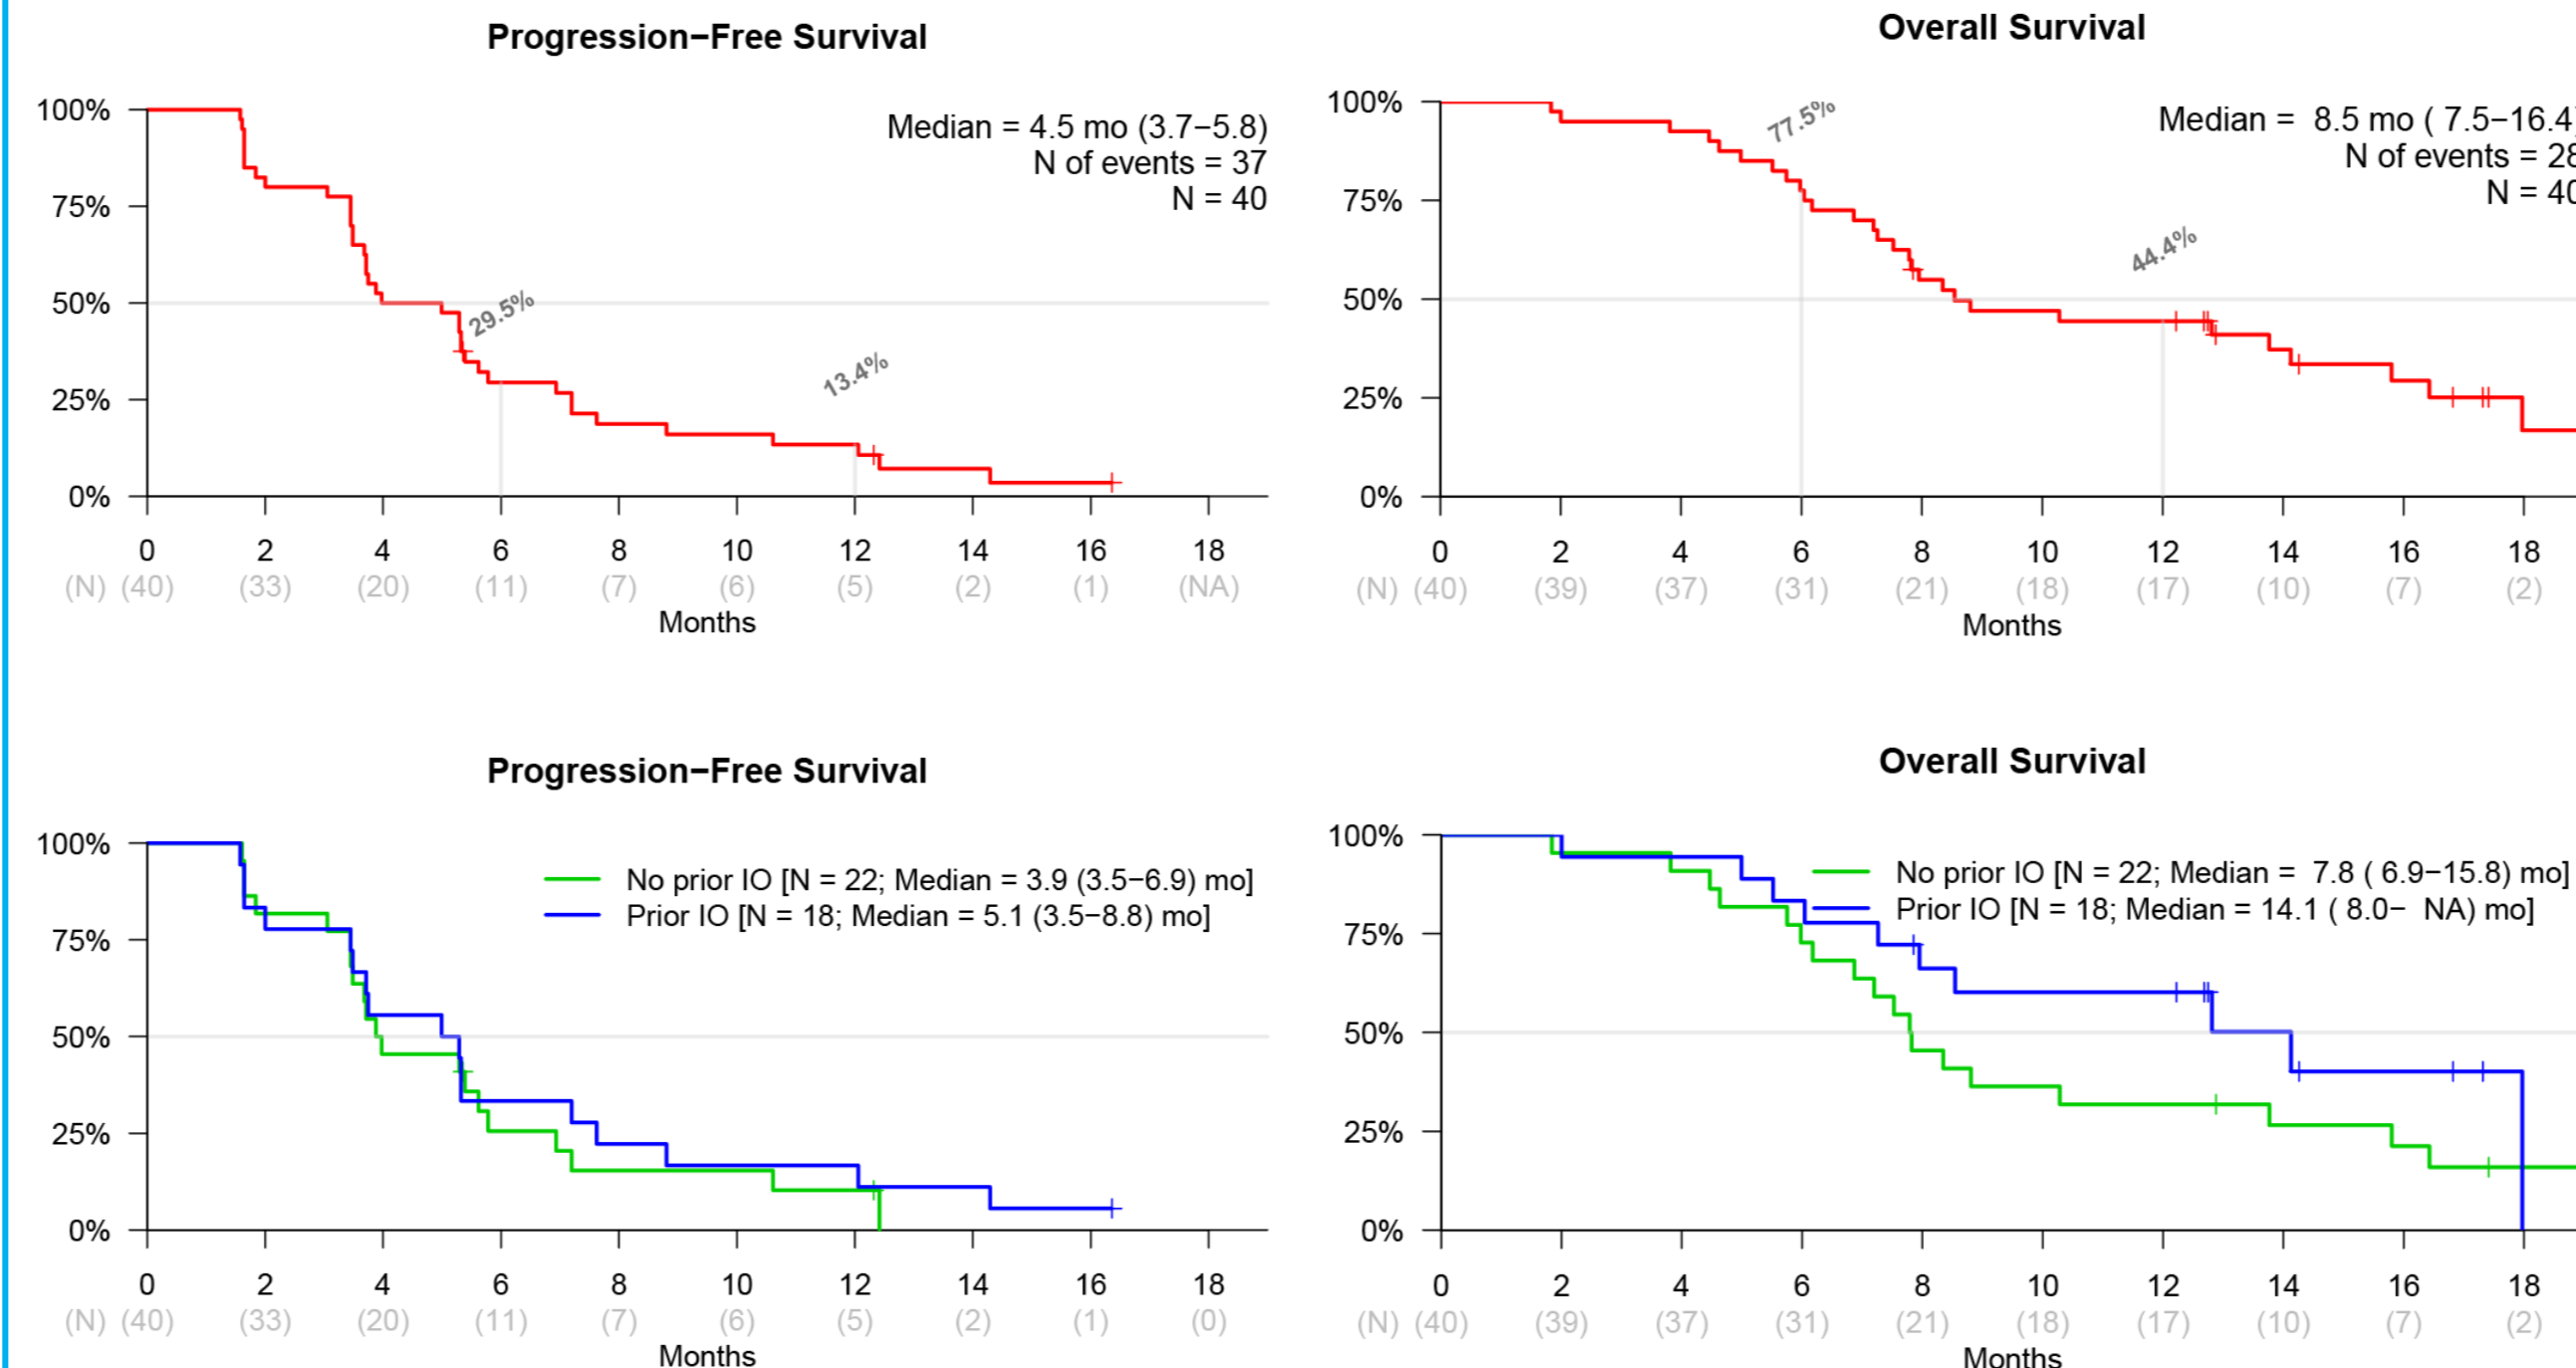 Progression−Free Survival
100%
75%
50%
25%
0%
Median = 4.5 mo (3.7−5.8)
N of events = 37
N = 40
29.5%
13.4%
0 2 4 6 8 10 12 14 16 18
(N) (40) (33) (20) (11) (7) (6) (5) (2) (1) (NA)
Months
Overall Survival
100%
75%
50%
25%
0%
Median = 8.5 mo ( 7.5−16.4)
N of events = 28
N = 40
77.5%
44.4%
0 2 4 6 8 10 12 14 16 18
(N) (40) (39) (37) (31) (21) (18) (17) (10) (7) (2)
Months
Progression−Free Survival
100%
75%
50%
25%
0%
No prior IO [N = 22; Median = 3.9 (3.5−6.9) mo]
Prior IO [N = 18; Median = 5.1 (3.5−8.8) mo]
0 2 4 6 8 10 12 14 16 18
(N) (40) (33) (20) (11) (7) (6) (5) (2) (1) (0)
Months
Overall Survival
100%
75%
50%
25%
0%
No prior IO [N = 22; Median = 7.8 ( 6.9−15.8) mo]
Prior IO [N = 18; Median = 14.1 ( 8.0− NA) mo]
0 2 4 6 8 10 12 14 16 18
(N) (40) (39) (37) (31) (21) (18) (17) (10) (7) (2)
Months